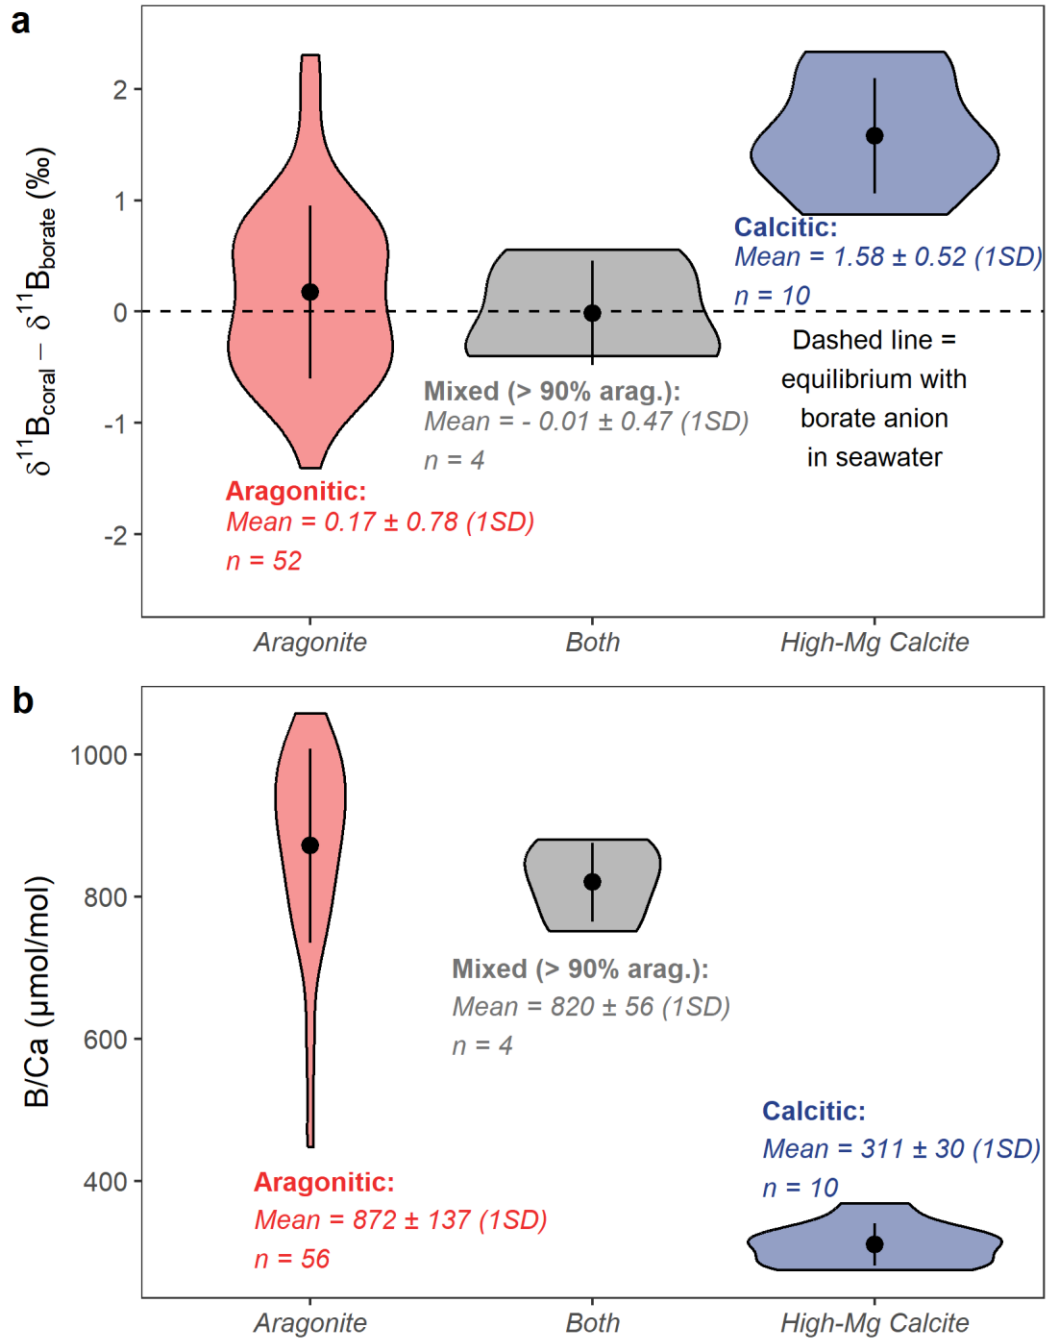 a
δ¹¹B_coral – δ¹¹B_borate (‰)
2
1
0
-1
-2
Calcitic:
Mean = 1.58 ± 0.52 (1SD)
n = 10
Dashed line =
equilibrium with
borate anion
in seawater
Mixed (> 90% arag.):
Mean = - 0.01 ± 0.47 (1SD)
n = 4
Aragonitic:
Mean = 0.17 ± 0.78 (1SD)
n = 52
Aragonite
Both
High-Mg Calcite
b
B/Ca (μmol/mol)
1000
800
600
400
Mixed (> 90% arag.):
Mean = 820 ± 56 (1SD)
n = 4
Calcitic:
Mean = 311 ± 30 (1SD)
n = 10
Aragonitic:
Mean = 872 ± 137 (1SD)
n = 56
Aragonite
Both
High-Mg Calcite